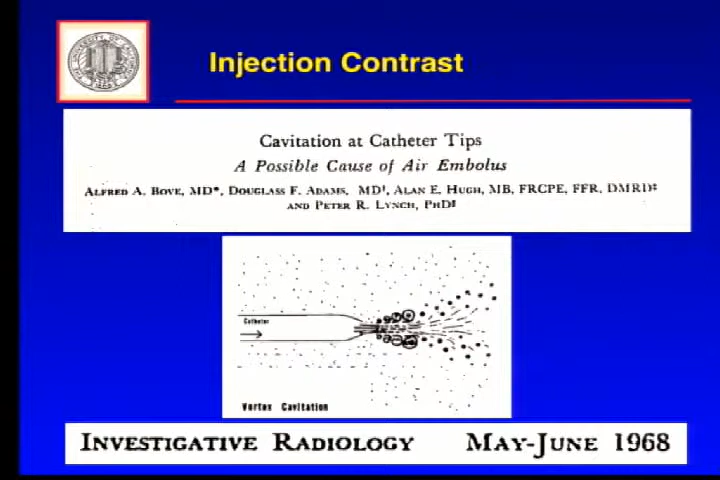 Injection Contrast
Cavitation at Catheter Tips
A Possible Cause of Air Embolus
ALFRED A. BOVE, MD*, DOUGLASS F. ADAMS, MD†, ALAN E. HUGH, MB, FRCPE, FFR, DMRD‡
AND PETER R. LYNCH, PhD§
Catheter
Vortex Cavitation
INVESTIGATIVE RADIOLOGY MAY-JUNE 1968